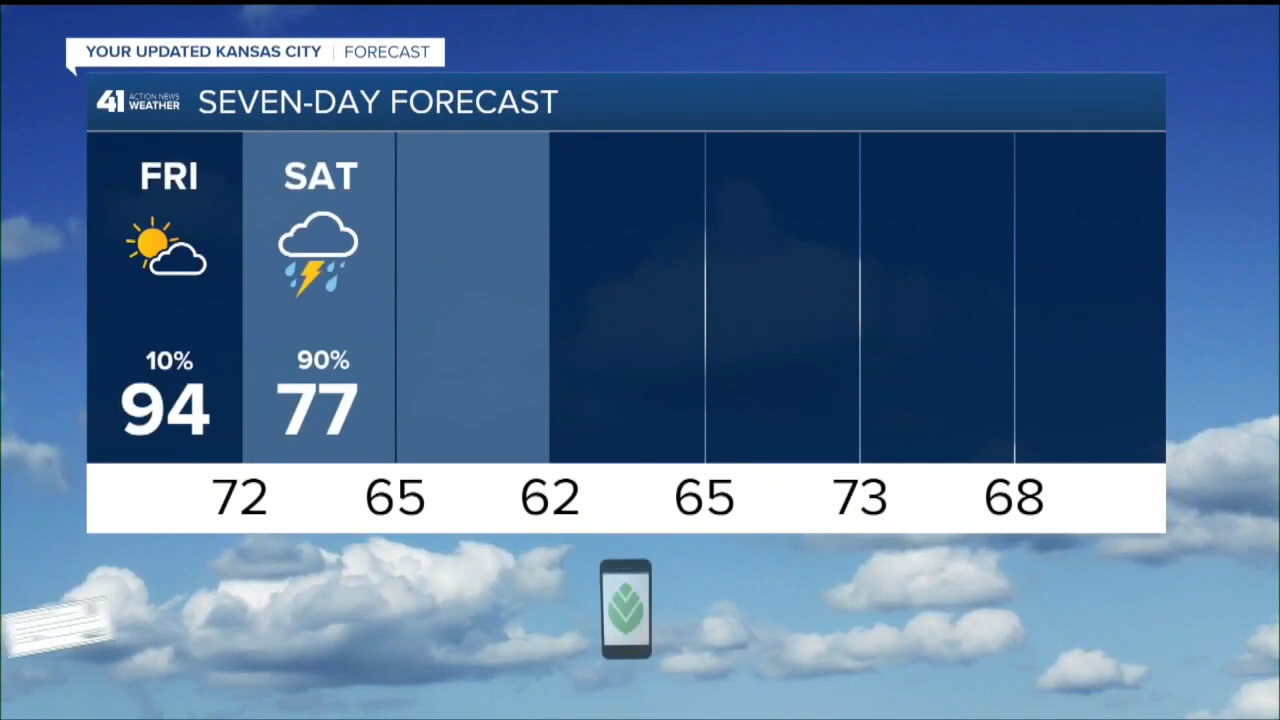 YOUR UPDATED KANSAS CITY | FORECAST
41 ACTION NEWS WEATHER SEVEN-DAY FORECAST
FRI SAT
10% 90%
94 77
72 65 62 65 73 68